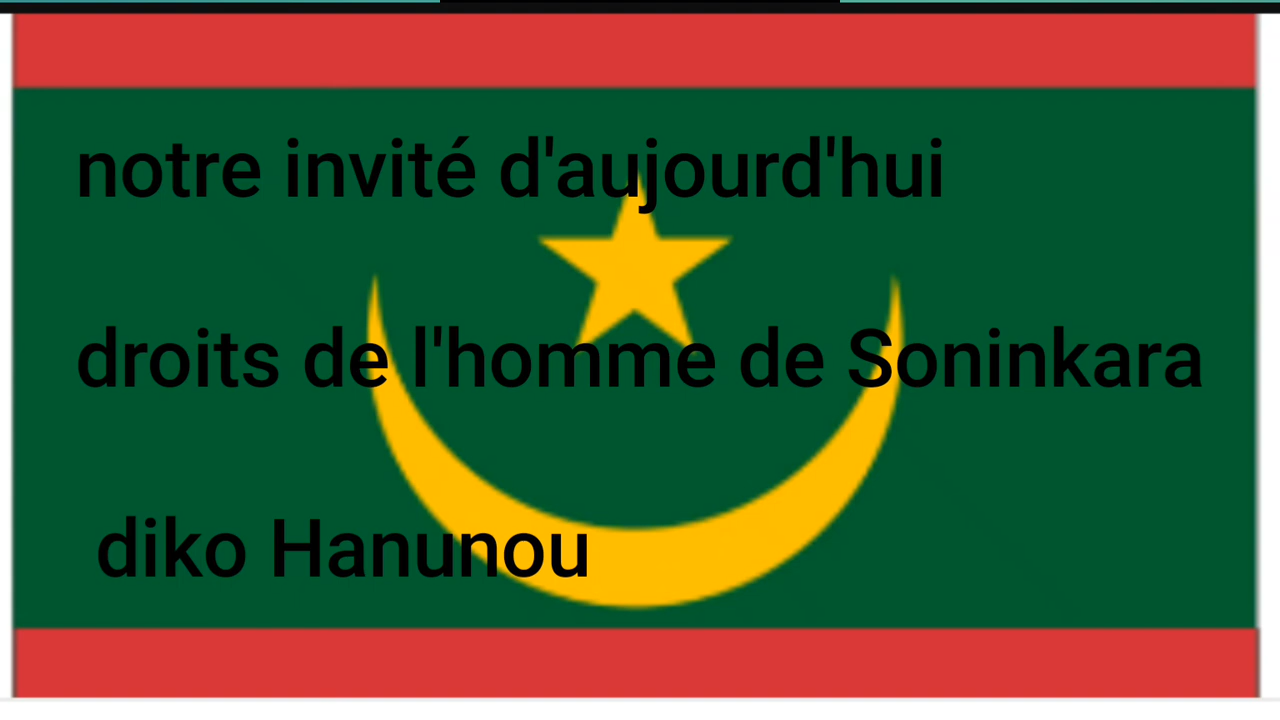 notre invité d'aujourd'hui
droits de l'homme de Soninkara
diko Hanunou